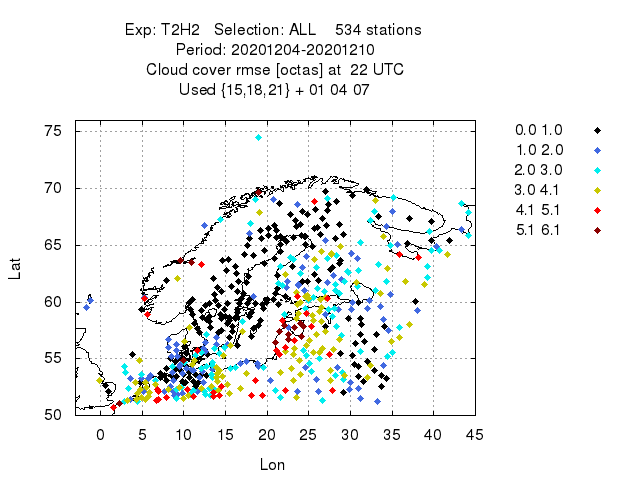 Exp: T2H2   Selection: ALL    534 stations
Period: 20201204-20201210
Cloud cover rmse [octas] at  22 UTC
Used {15,18,21} + 01 04 07
75
70
65
60
55
50
Lat
0 5 10 15 20 25 30 35 40 45
Lon
0.0 1.0
1.0 2.0
2.0 3.0
3.0 4.1
4.1 5.1
5.1 6.1